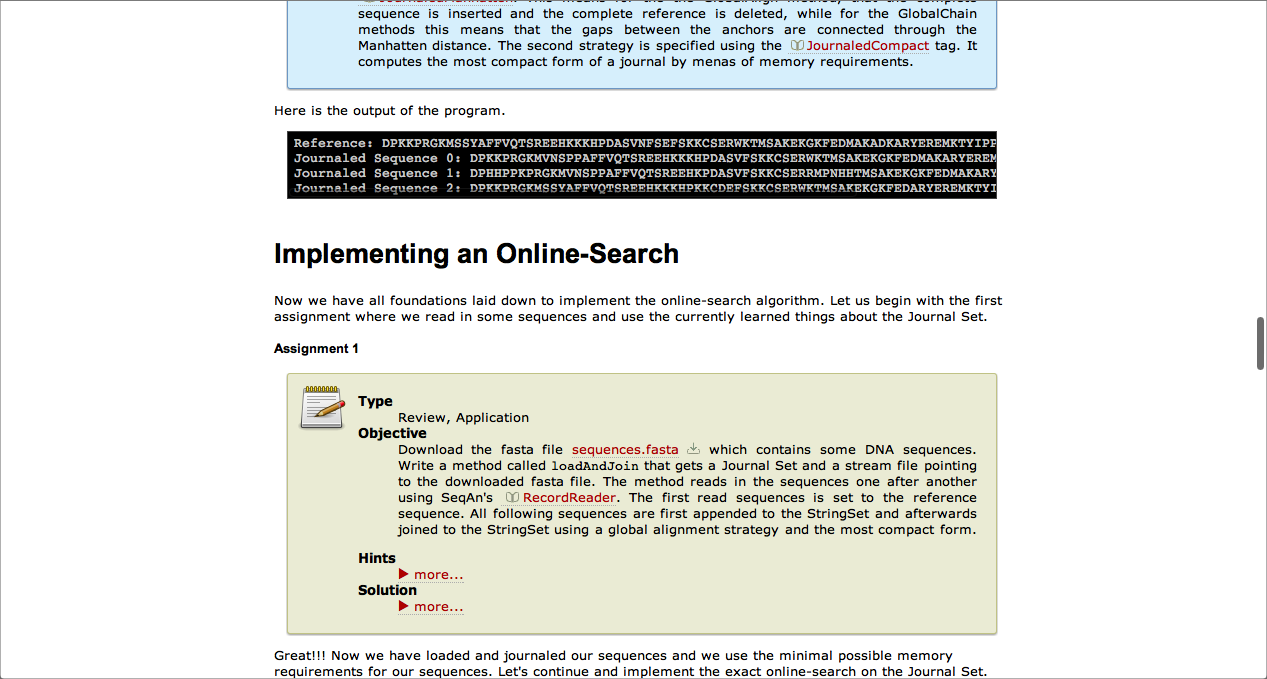 JournaledManhatten. This means for the the GlobalAlign method, that the complete
sequence is inserted and the complete reference is deleted, while for the GlobalChain
methods this means that the gaps between the anchors are connected through the
Manhatten distance. The second strategy is specified using the JournaledCompact tag. It
computes the most compact form of a journal by menas of memory requirements.
Here is the output of the program.
Reference: DPKKPRGKMSSYAFFVQTSREEHKKKHPDASVNFSEFSKKCSERWKTMSAKEKGKFEDMAKADKARYEREMKTYIPP
Journaled Sequence 0: DPKKPRGKMVNSPPAFFVQTSREEHKKKHPDASVFSKKCSERWKTMSAKEKGKFEDMAKARYEREM
Journaled Sequence 1: DPHHPPKPRGKMVNSPPAFFVQTSREEHKPDASVFSKKCSERRMPNHHTMSAKEKGKFEDMAKARY
Journaled Sequence 2: DPKKPRGKMSSYAFFVQTSREEHKKKHPKKCDEFSKKCSERWKTMSAKEKGKFEDARYEREMKTYI
Implementing an Online-Search
Now we have all foundations laid down to implement the online-search algorithm. Let us begin with the first
assignment where we read in some sequences and use the currently learned things about the Journal Set.
Assignment 1
Type
Review, Application
Objective
Download the fasta file sequences.fasta which contains some DNA sequences.
Write a method called loadAndJoin that gets a Journal Set and a stream file pointing
to the downloaded fasta file. The method reads in the sequences one after another
using SeqAn's RecordReader. The first read sequences is set to the reference
sequence. All following sequences are first appended to the StringSet and afterwards
joined to the StringSet using a global alignment strategy and the most compact form.
Hints
more...
Solution
more...
Great!!! Now we have loaded and journaled our sequences and we use the minimal possible memory
requirements for our sequences. Let's continue and implement the exact online-search on the Journal Set.